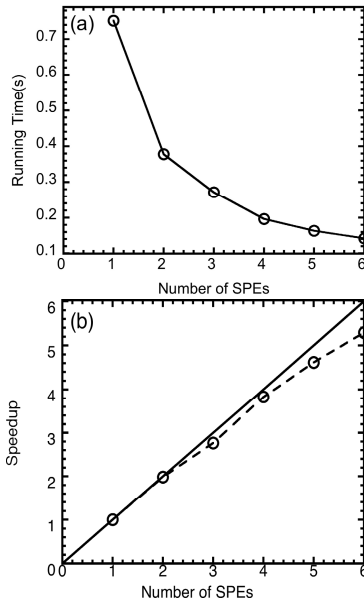 (a)
0.7
0.6
0.5
0.4
0.3
0.2
0.1
Running Time(s)
0 1 2 3 4 5 6
Number of SPEs
(b)
6
5
4
3
2
1
0
Speedup
0 1 2 3 4 5 6
Number of SPEs